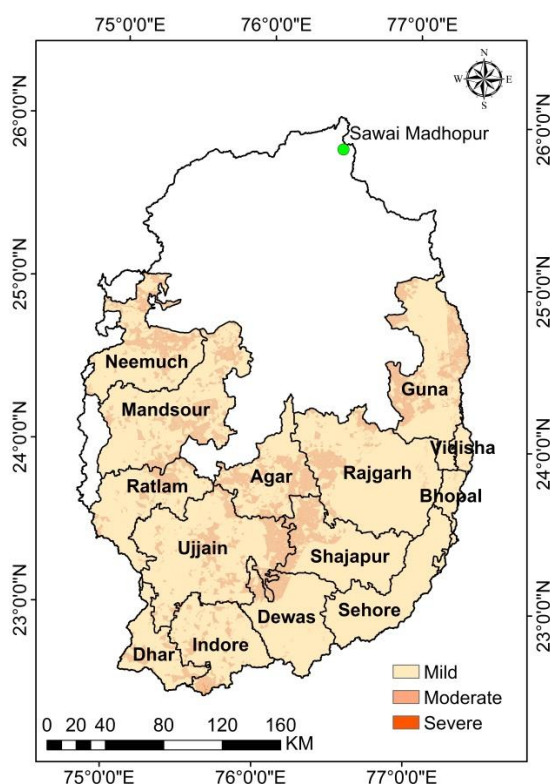 75°0'0"E 76°0'0"E 77°0'0"E
N
W E
S
26°0'0"N
26°0'0"N
Sawai Madhopur
25°0'0"N
25°0'0"N
Neemuch
Guna
Mandsour
24°0'0"N
24°0'0"N
Vidisha
Agar Rajgarh
Ratlam
Bhopal
Ujjain
Shajapur
23°0'0"N
23°0'0"N
Dewas Sehore
Indore
Dhar
Mild
Moderate
Severe
0 20 40 80 120 160
KM
75°0'0"E 76°0'0"E 77°0'0"E